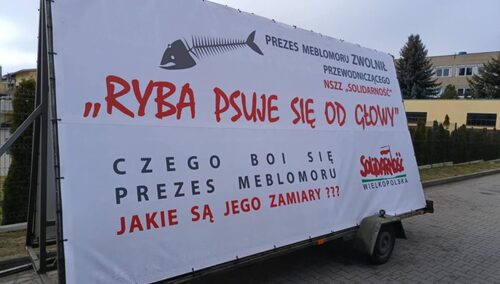 PREZES MEBLOMORU ZWOLNIŁ
PRZEWODNICZĄCEGO
NSZZ „SOLIDARNOŚĆ"
„RYBA PSUJE SIĘ OD GŁOWY"
CZEGO BOI SIĘ
PREZES MEBLOMORU
JAKIE SĄ JEGO ZAMIARY ???
SOLIDARNOŚĆ
WIELKOPOLSKA